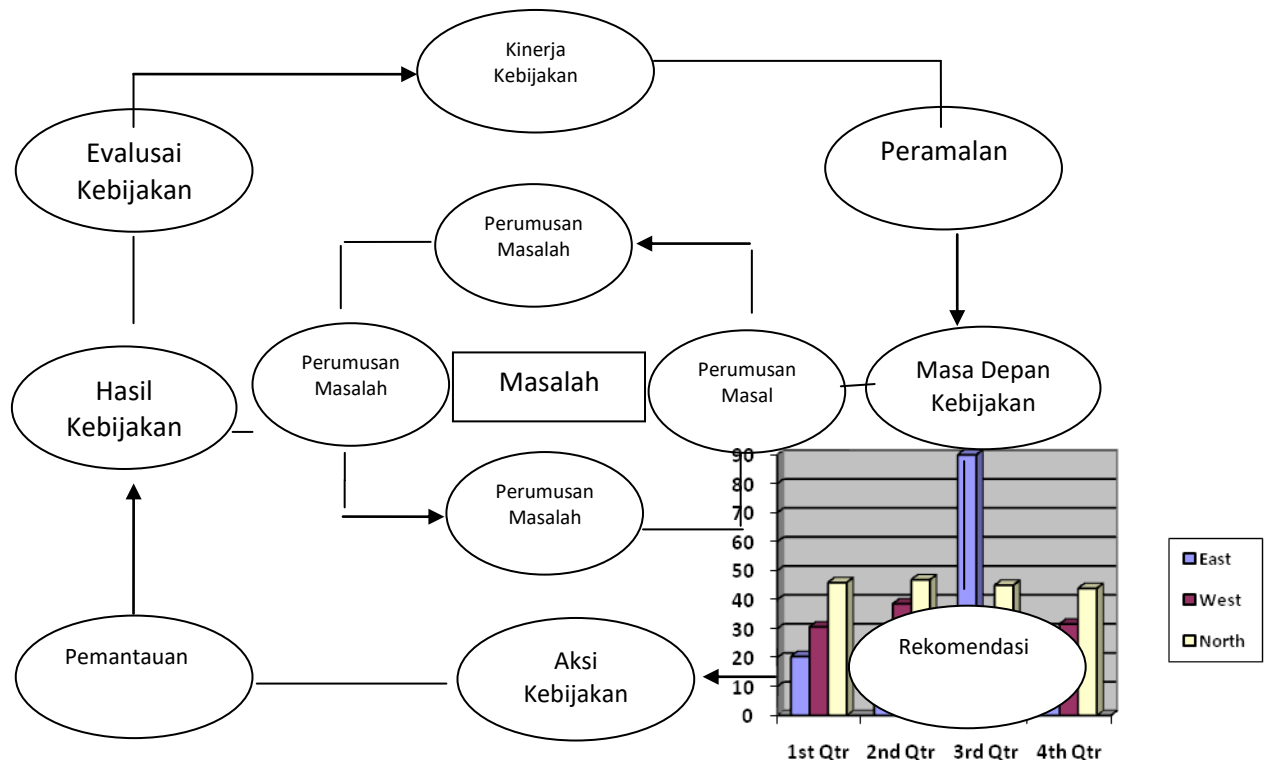 Kinerja
Kebijakan
Evalusai
Kebijakan
Peramalan
Perumusan
Masalah
Perumusan
Masalah
Masalah
Perumusan
Masal
Masa Depan
Kebijakan
Hasil
Kebijakan
Perumusan
Masalah
Pemantauan
Aksi
Kebijakan
Rekomendasi
90
80
70
60
50
40
30
20
10
0
1st Qtr 2nd Qtr 3rd Qtr 4th Qtr
East
West
North